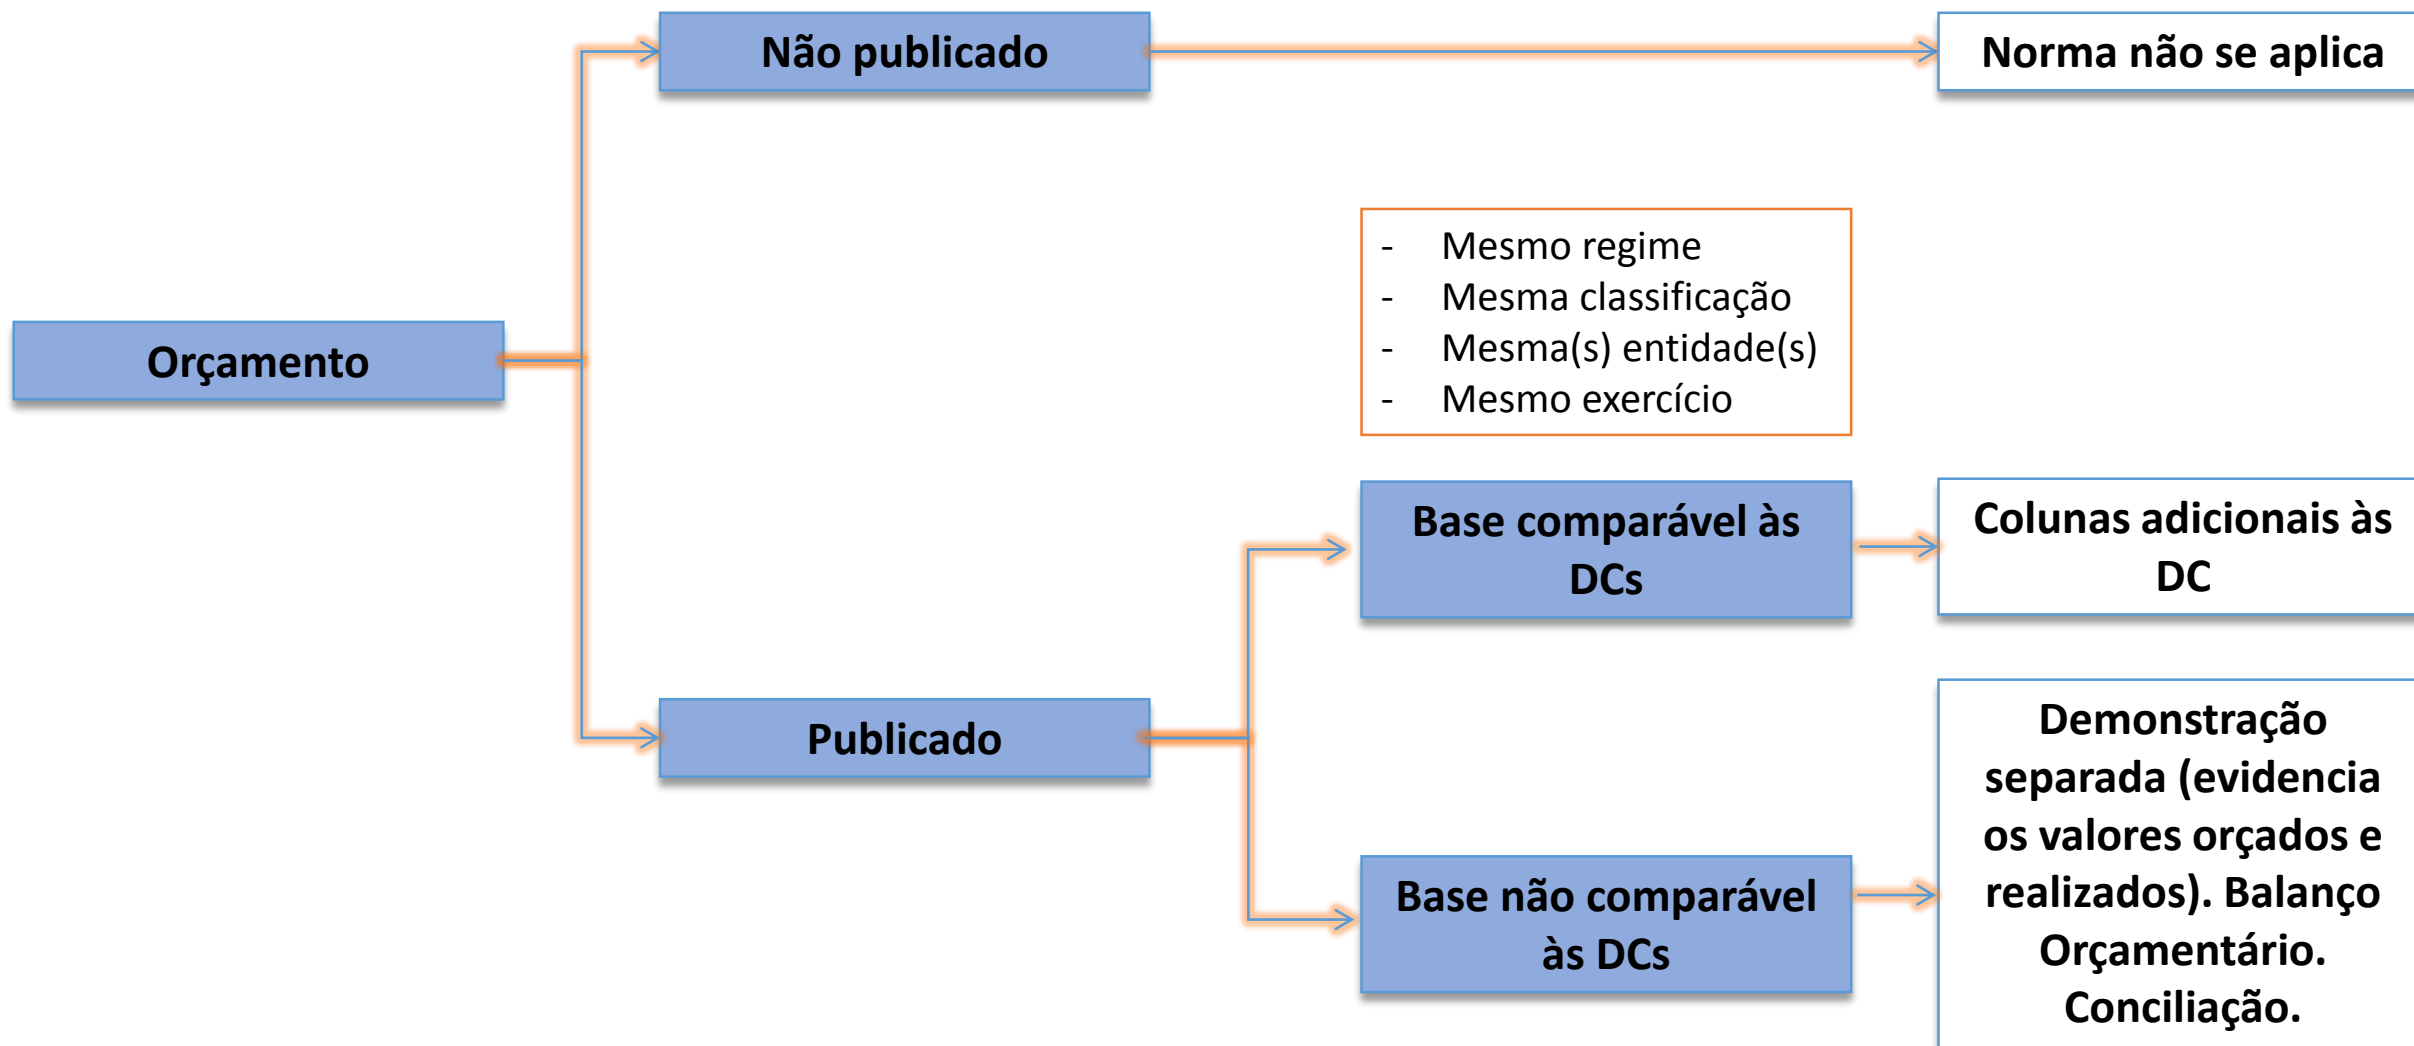 Não publicado
Norma não se aplica
- Mesmo regime
- Mesma classificação
- Mesma(s) entidade(s)
- Mesmo exercício
Orçamento
Base comparável às
DCs
Colunas adicionais às
DC
Publicado
Base não comparável
às DCs
Demonstração
separada (evidencia
os valores orçados e
realizados). Balanço
Orçamentário.
Conciliação.